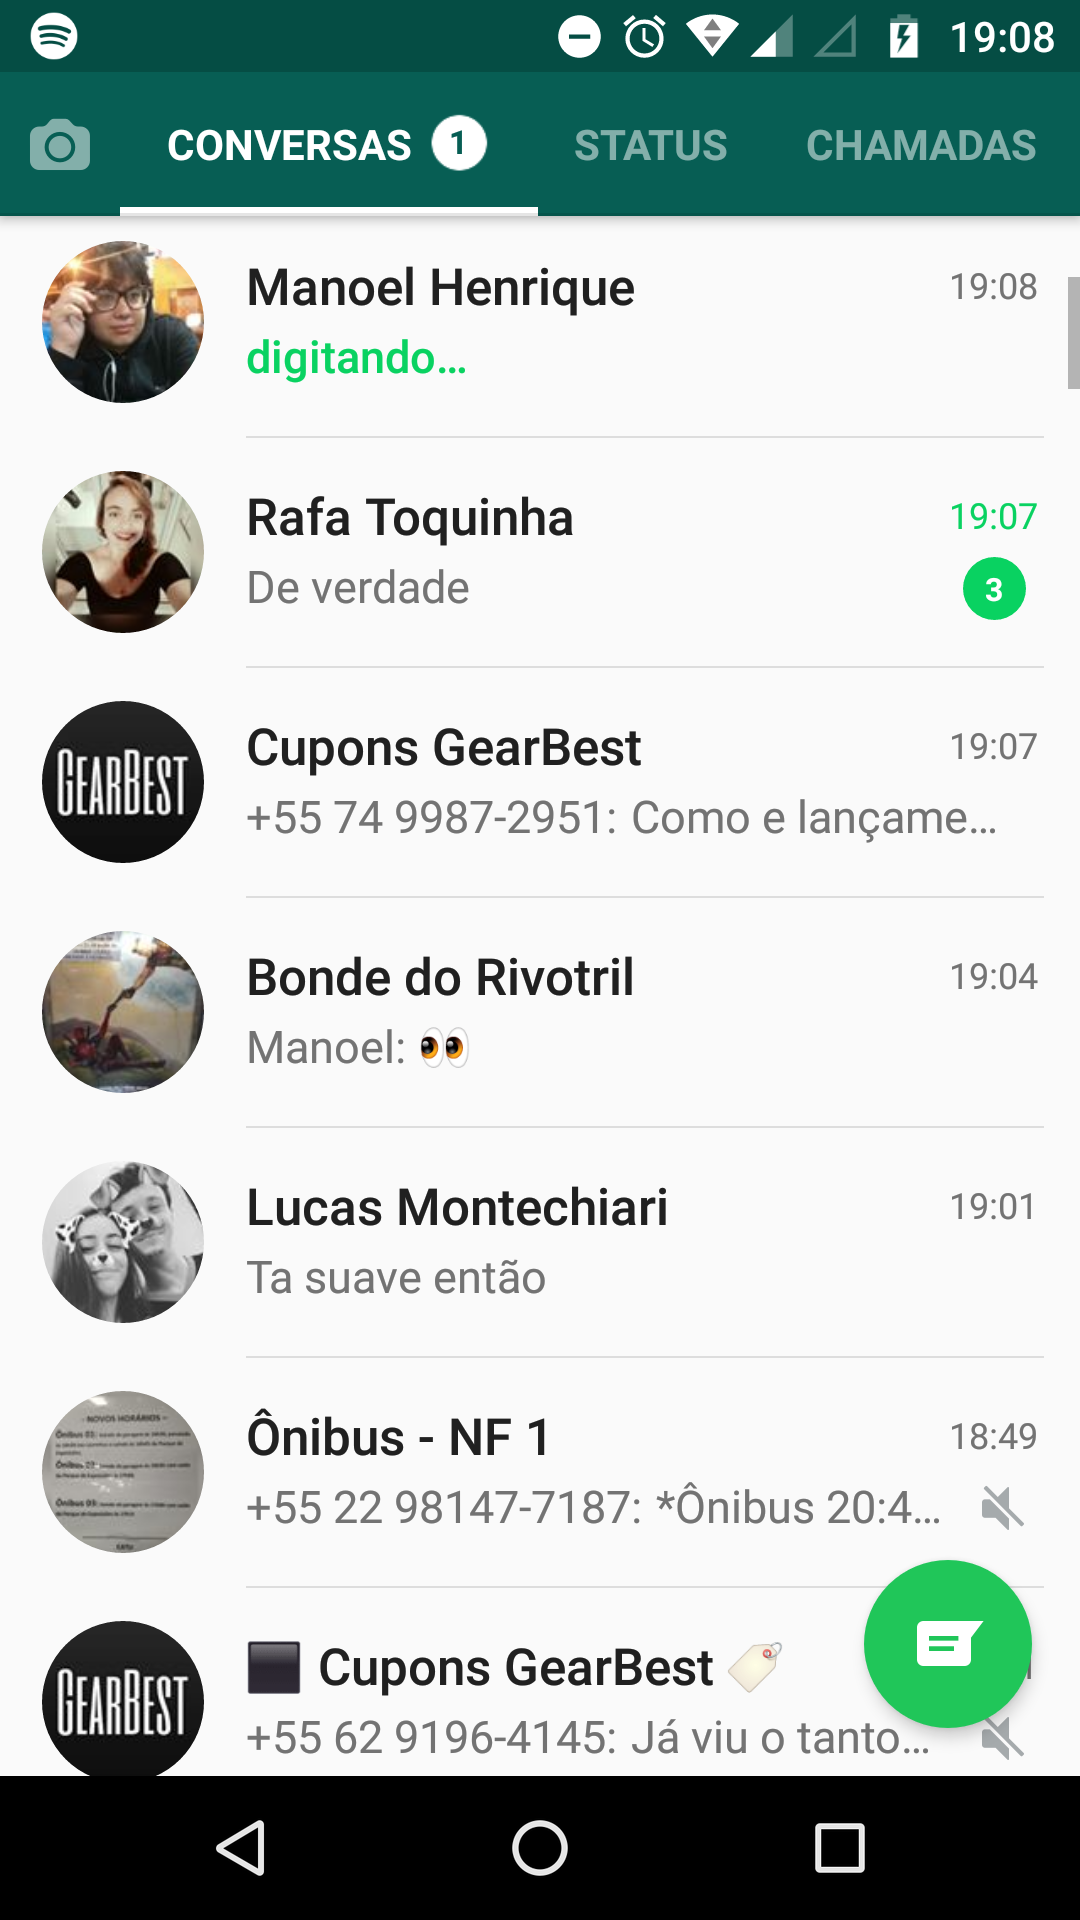 19:08
CONVERSAS 1 STATUS CHAMADAS
Manoel Henrique 19:08
digitando...
Rafa Toquinha 19:07
De verdade 3
GEARBEST
Cupons GearBest 19:07
+55 74 9987-2951: Como e lançame...
Bonde do Rivotril 19:04
Manoel: 👀
Lucas Montechiari 19:01
Ta suave então
NOVOS HORÁRIOS
Ônibus - NF 1 18:49
+55 22 98147-7187: *Ônibus 20:4...
GEARBEST
⬛ Cupons GearBest 🏷
+55 62 9196-4145: Já viu o tanto...